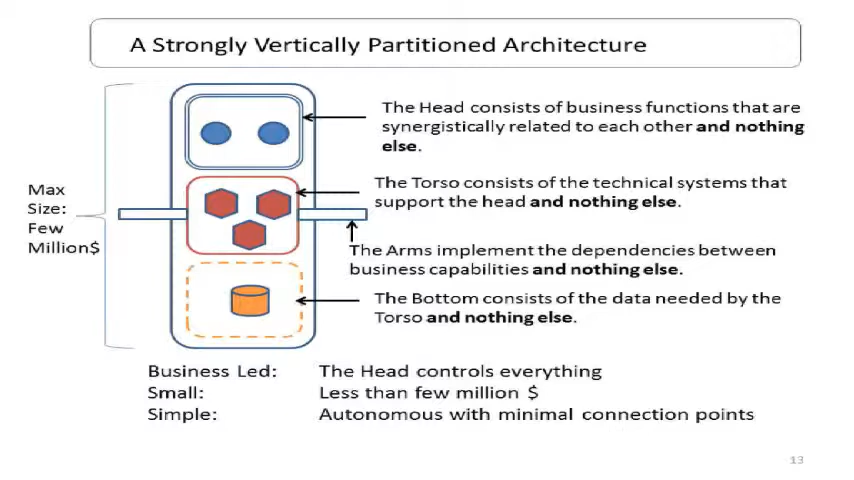 A Strongly Vertically Partitioned Architecture
The Head consists of business functions that are
synergistically related to each other and nothing
else.
The Torso consists of the technical systems that
support the head and nothing else.
Max
Size:
Few
Million$
The Arms implement the dependencies between
business capabilities and nothing else.
The Bottom consists of the data needed by the
Torso and nothing else.
Business Led: The Head controls everything
Small: Less than few million $
Simple: Autonomous with minimal connection points
13